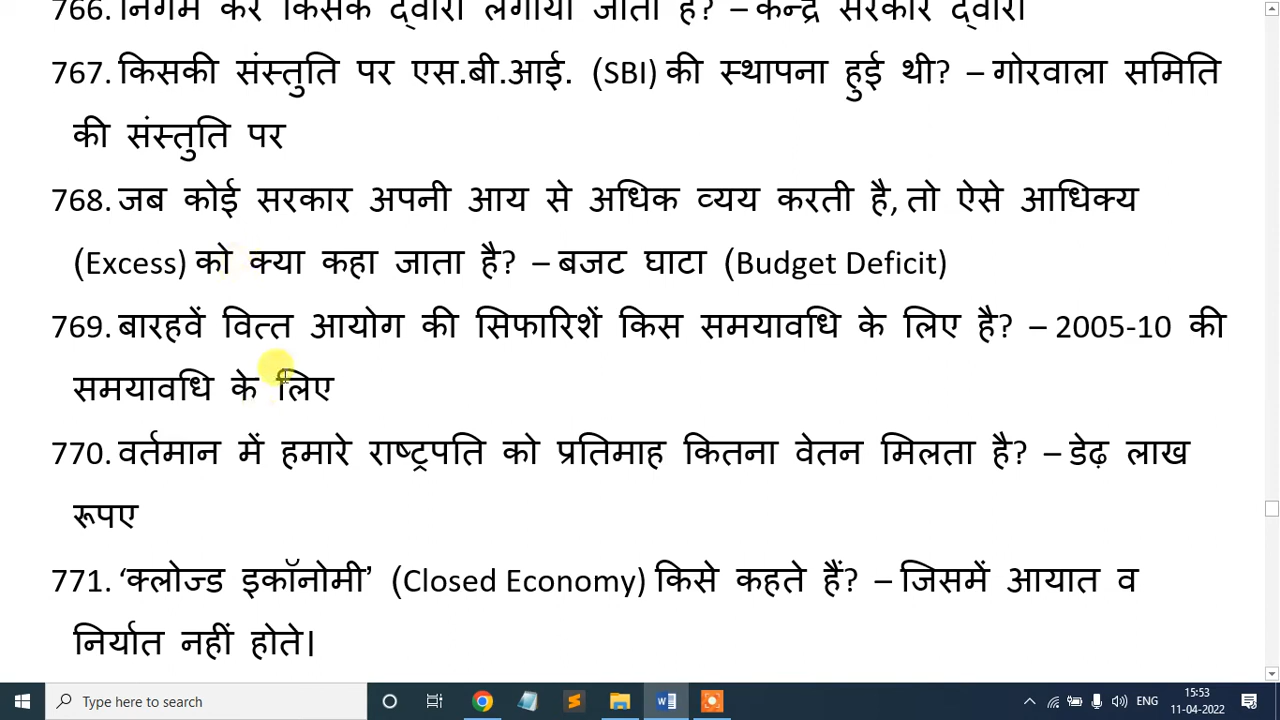 766. निगम कर किसके द्वारा लगाया जाता है? – केन्द्र सरकार द्वारा
767. किसकी संस्तुति पर एस.बी.आई. (SBI) की स्थापना हुई थी? – गोरवाला समिति
की संस्तुति पर
768. जब कोई सरकार अपनी आय से अधिक व्यय करती है, तो ऐसे आधिक्य
(Excess) को क्या कहा जाता है? – बजट घाटा (Budget Deficit)
769. बारहवें वित्त आयोग की सिफारिशें किस समयावधि के लिए है? – 2005-10 की
समयावधि के लिए
770. वर्तमान में हमारे राष्ट्रपति को प्रतिमाह कितना वेतन मिलता है? – डेढ़ लाख
रूपए
771. ‘क्लोज्ड इकॉनोमी’ (Closed Economy) किसे कहते हैं? – जिसमें आयात व
निर्यात नहीं होते।
Type here to search
ENG
15:53
11-04-2022